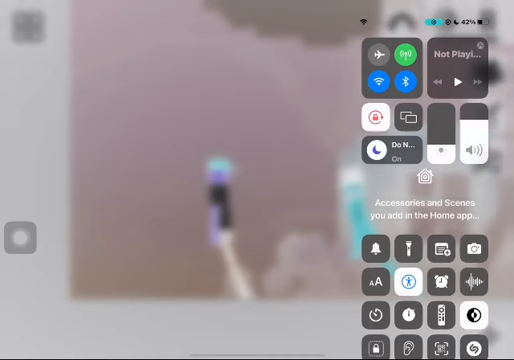 42%
Not Playi...
Do N...
On
Accessories and Scenes
you add in the Home app...
AA